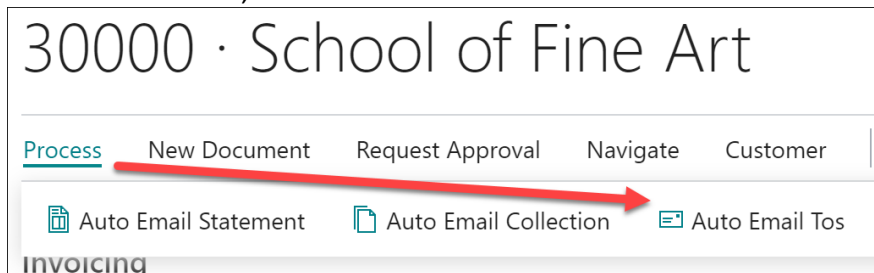 30000 · School of Fine Art
Process New Document Request Approval Navigate Customer
Auto Email Statement Auto Email Collection Auto Email Tos
Invoicing